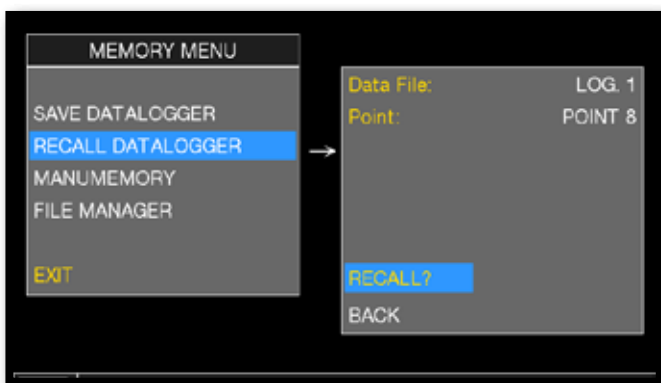 MEMORY MENU
SAVE DATALOGGER
RECALL DATALOGGER
MANUMEMORY
FILE MANAGER
EXIT
→
Data File: LOG. 1
Point: POINT 8
RECALL?
BACK